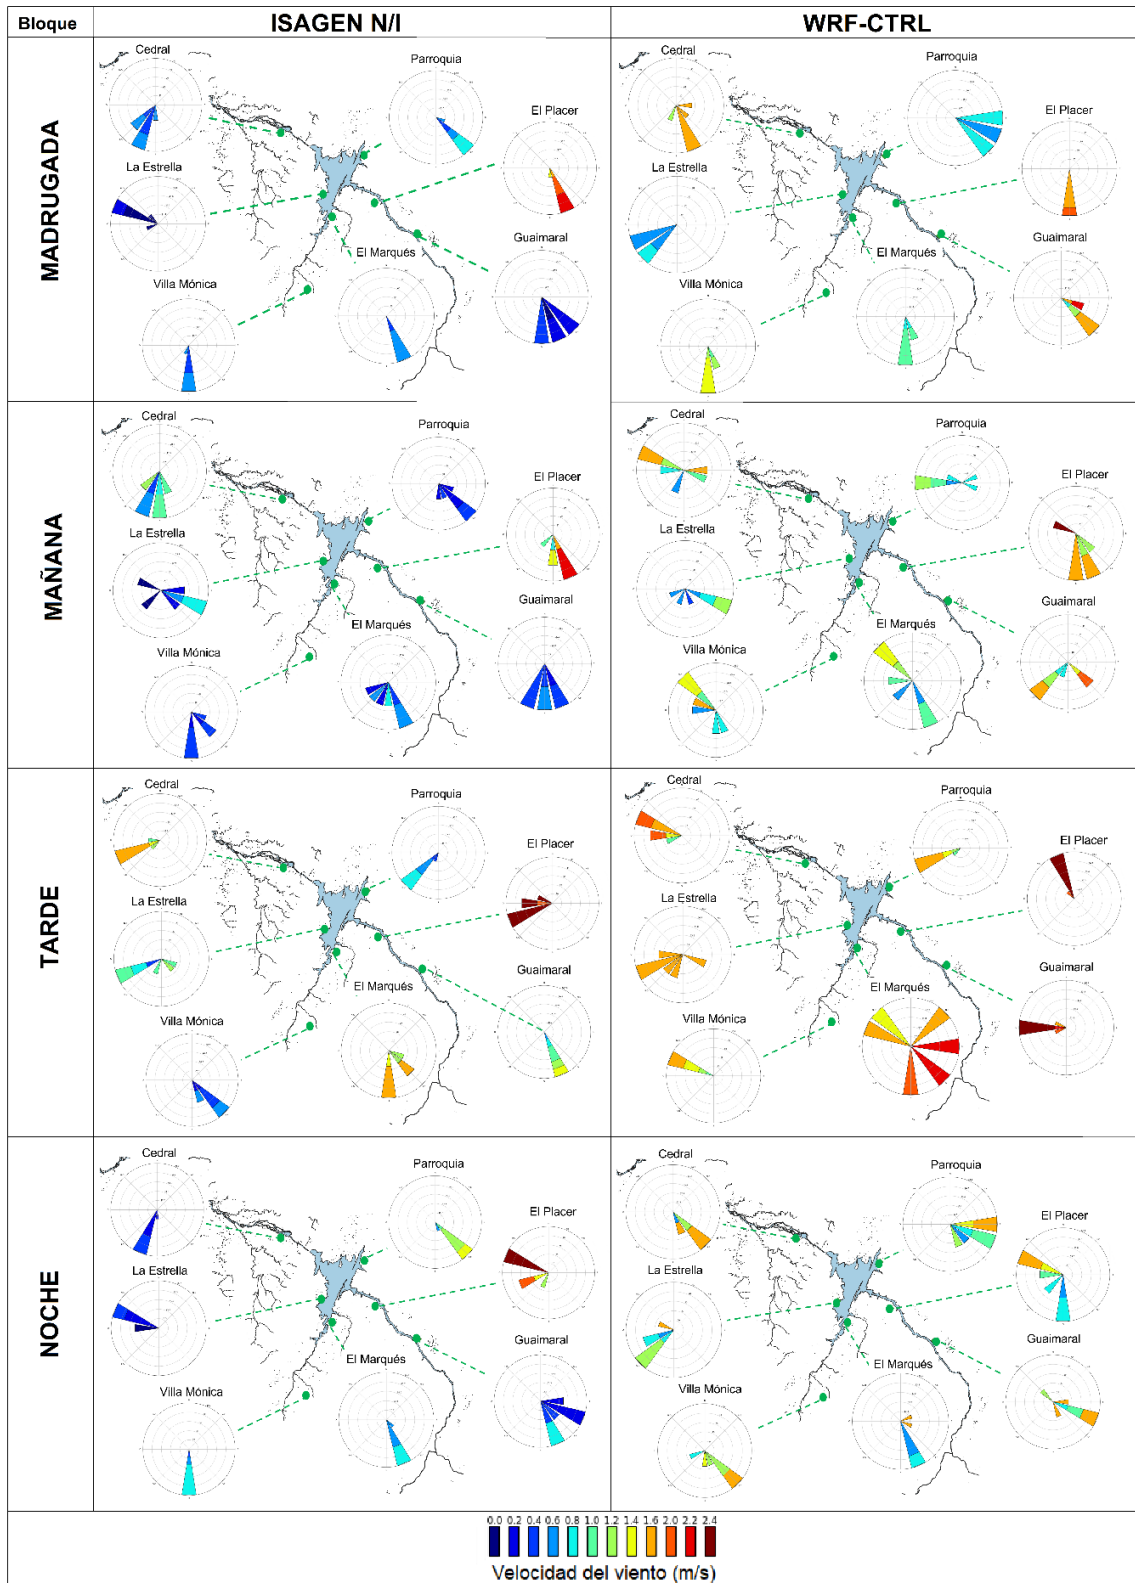 Bloque
ISAGEN N/I
WRF-CTRL
MADRUGADA
Cedral
Parroquia
El Placer
La Estrella
Guaimaral
El Marqués
Villa Mónica
Cedral
Parroquia
El Placer
La Estrella
Guaimaral
El Marqués
Villa Mónica
MAÑANA
Cedral
Parroquia
El Placer
La Estrella
Guaimaral
El Marqués
Villa Mónica
Cedral
Parroquia
El Placer
La Estrella
Guaimaral
El Marqués
Villa Mónica
TARDE
Cedral
Parroquia
El Placer
La Estrella
Guaimaral
El Marqués
Villa Mónica
Cedral
Parroquia
El Placer
La Estrella
Guaimaral
El Marqués
Villa Mónica
NOCHE
Cedral
Parroquia
El Placer
La Estrella
Guaimaral
El Marqués
Villa Mónica
Cedral
Parroquia
El Placer
La Estrella
Guaimaral
El Marqués
Villa Mónica
0.0 0.2 0.4 0.6 0.8 1.0 1.2 1.4 1.6 2.0 2.2 2.4
Velocidad del viento (m/s)